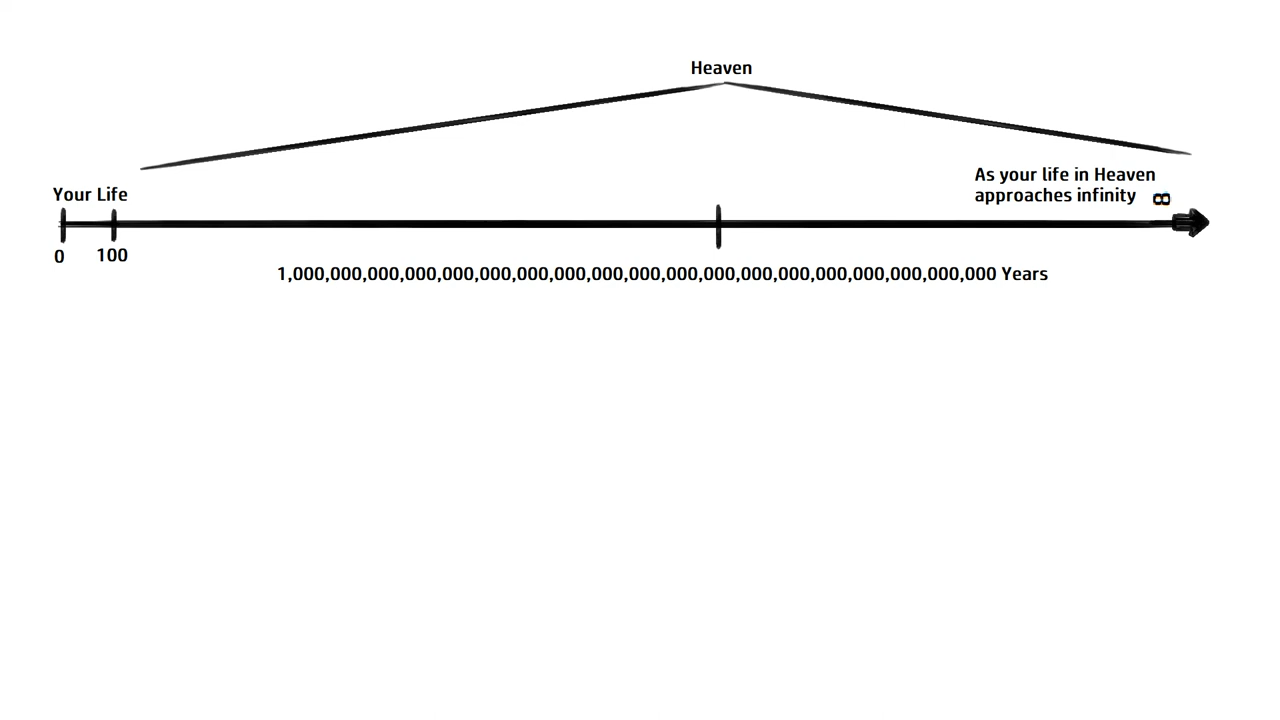 Heaven
As your life in Heaven
approaches infinity ∞
Your Life
0
100
1,000,000,000,000,000,000,000,000,000,000,000,000,000,000,000,000,000,000,000,000 Years